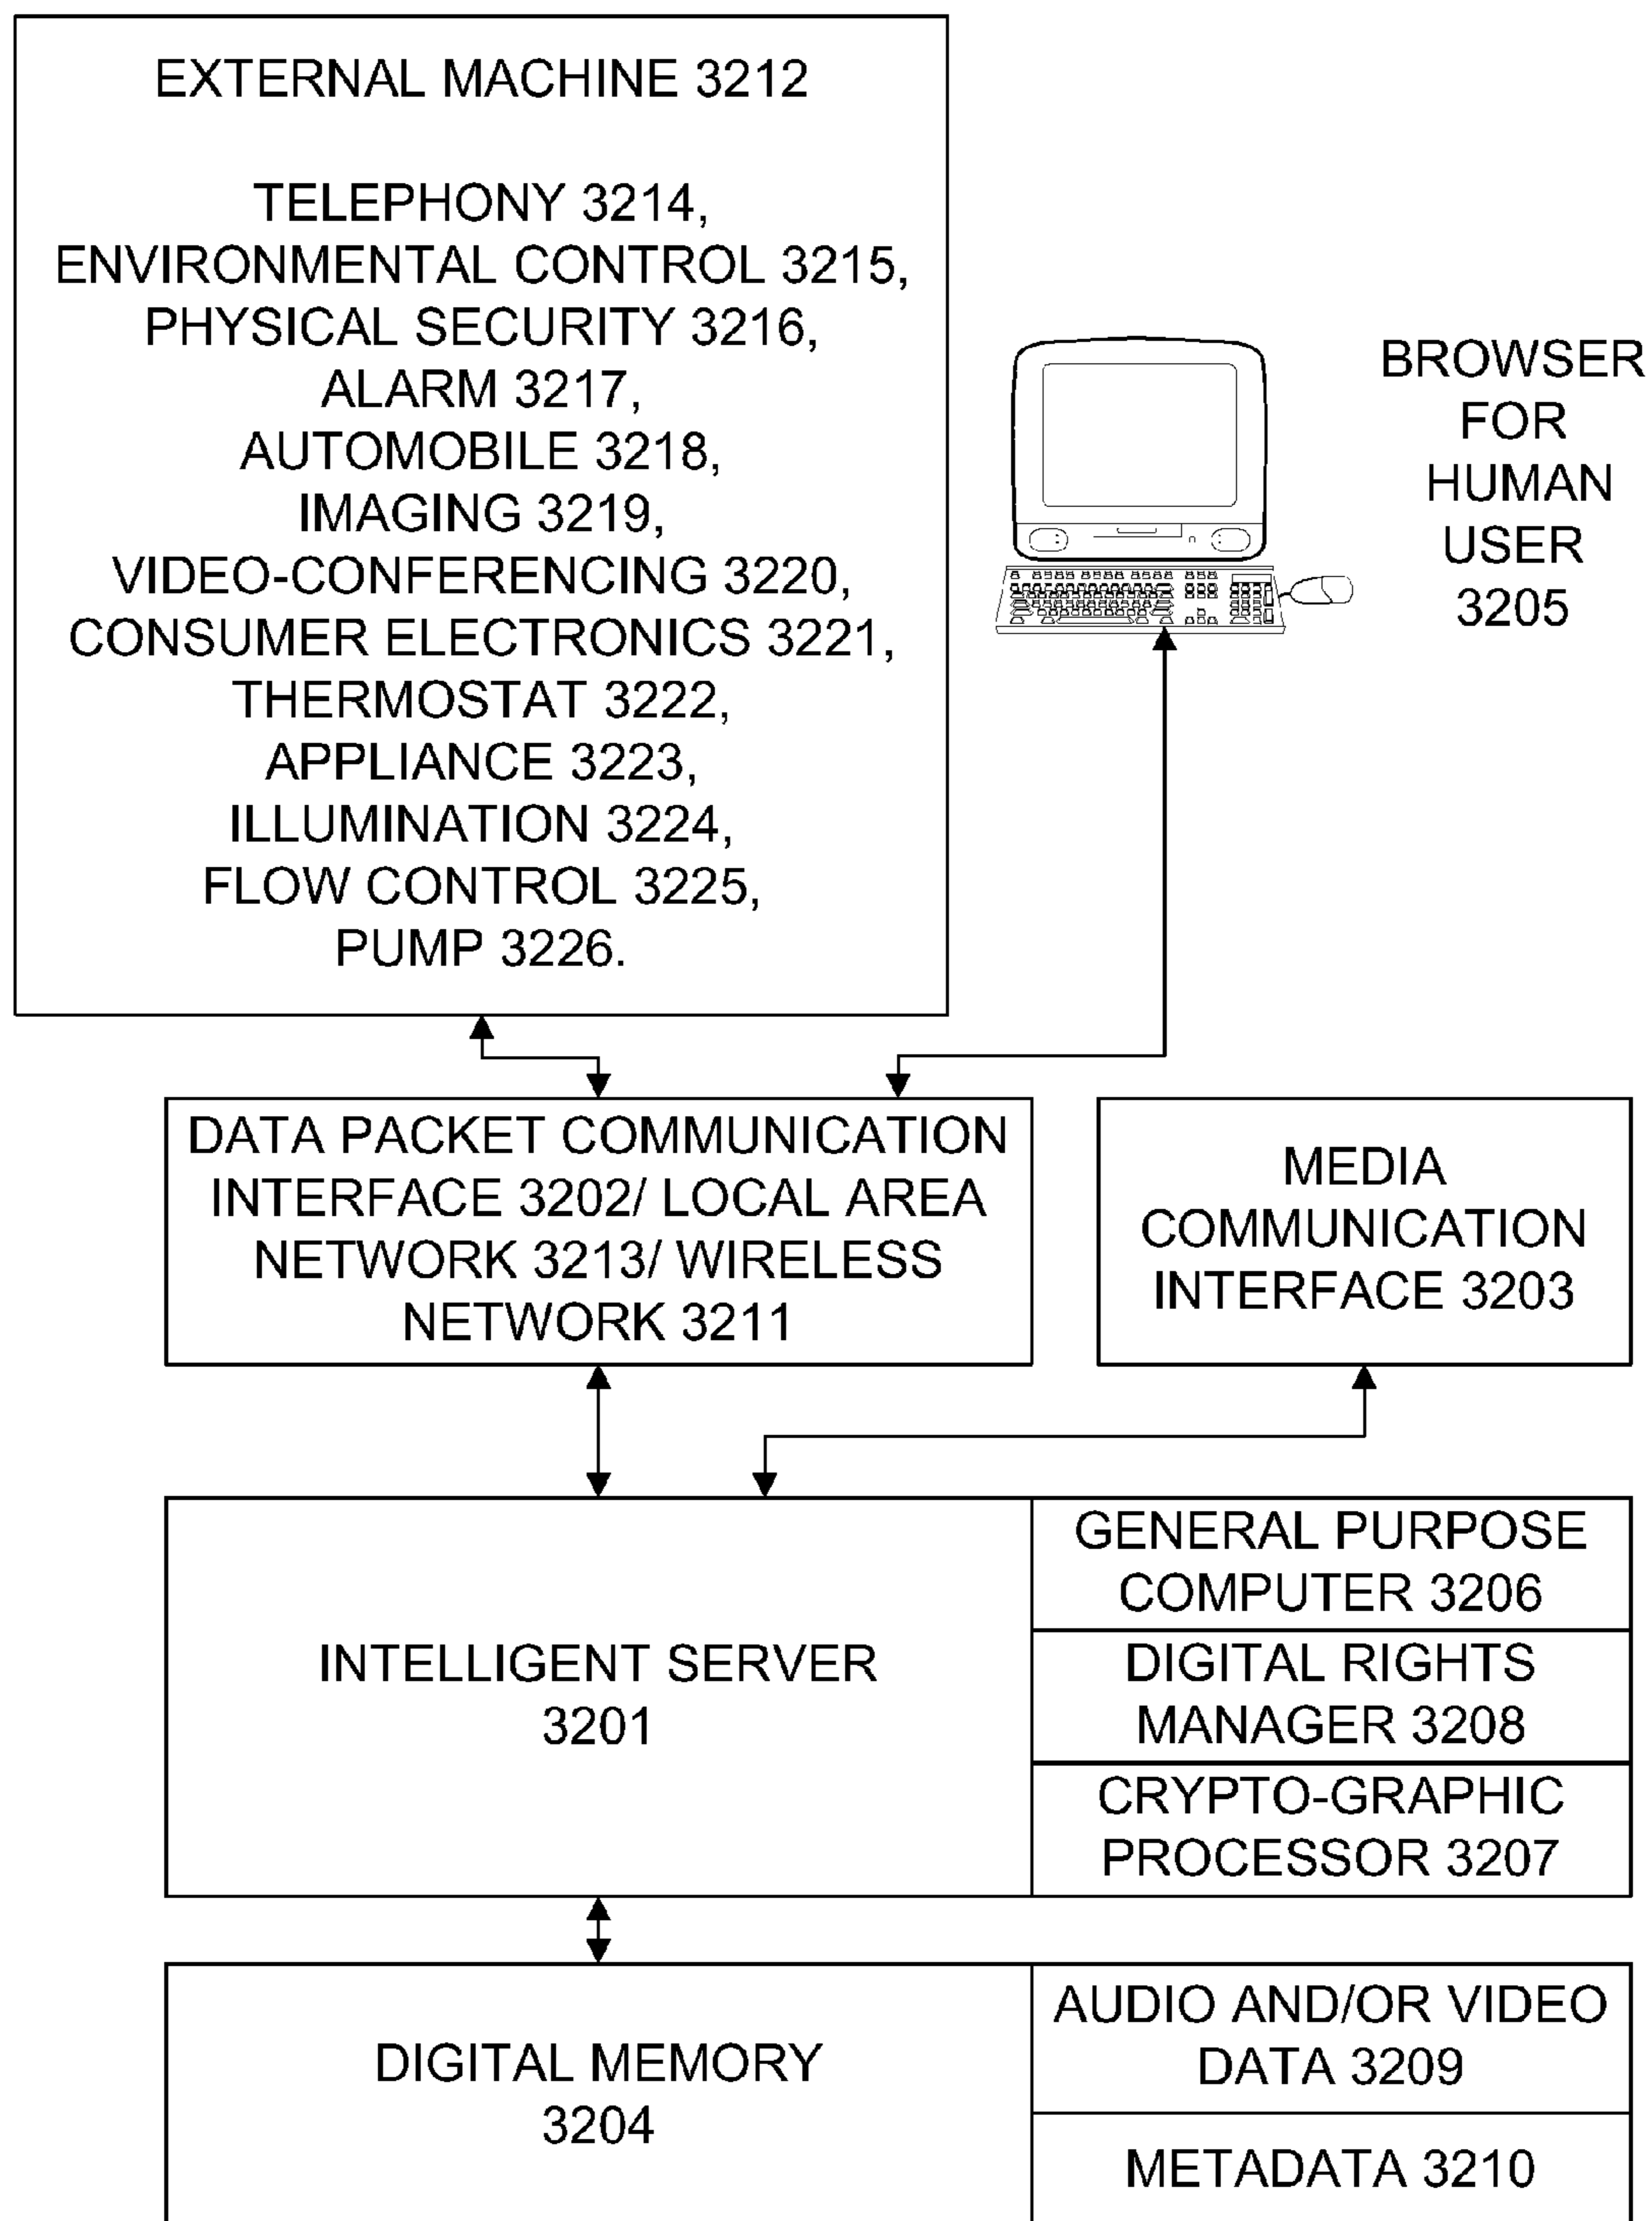 EXTERNAL MACHINE 3212
TELEPHONY 3214,
ENVIRONMENTAL CONTROL 3215,
PHYSICAL SECURITY 3216,
ALARM 3217,
AUTOMOBILE 3218,
IMAGING 3219,
VIDEO-CONFERENCING 3220,
CONSUMER ELECTRONICS 3221,
THERMOSTAT 3222,
APPLIANCE 3223,
ILLUMINATION 3224,
FLOW CONTROL 3225,
PUMP 3226.
BROWSER
FOR
HUMAN
USER
3205
DATA PACKET COMMUNICATION
INTERFACE 3202/ LOCAL AREA
NETWORK 3213/ WIRELESS
NETWORK 3211
MEDIA
COMMUNICATION
INTERFACE 3203
INTELLIGENT SERVER
3201
GENERAL PURPOSE
COMPUTER 3206
DIGITAL RIGHTS
MANAGER 3208
CRYPTO-GRAPHIC
PROCESSOR 3207
DIGITAL MEMORY
3204
AUDIO AND/OR VIDEO
DATA 3209
METADATA 3210